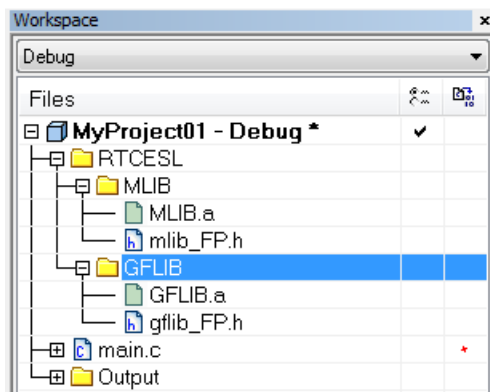 Workspace
Debug
Files
MyProject01 - Debug *
RTCESL
MLIB
MLIB.a
mlib_FP.h
GFLIB
GFLIB.a
gflib_FP.h
main.c
Output